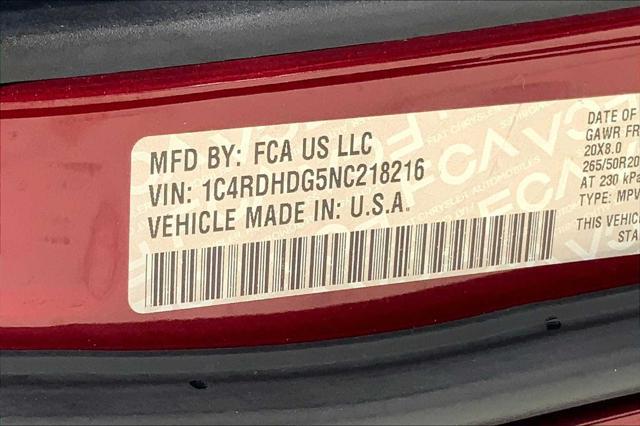 MFD BY: FCA US LLC
VIN: 1C4RDHDG5NC218216
VEHICLE MADE IN: U.S.A.
DATE OF
GAWR FR
20X8.0
265/50R20
AT 230 kPa
TYPE: MPV
THIS VEHIC
STA